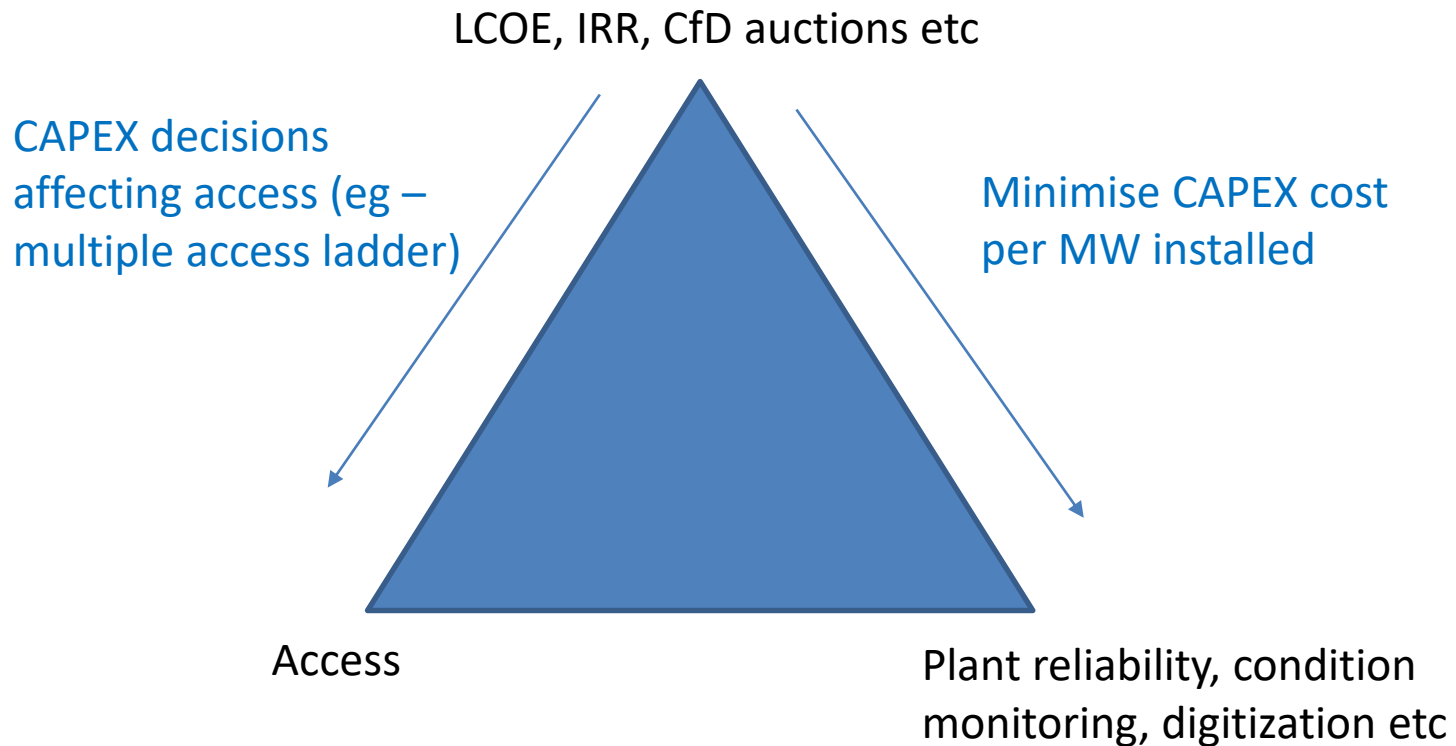 LCOE, IRR, CfD auctions etc
CAPEX decisions
affecting access (eg –
multiple access ladder)
Minimise CAPEX cost
per MW installed
Access
Plant reliability, condition
monitoring, digitization etc